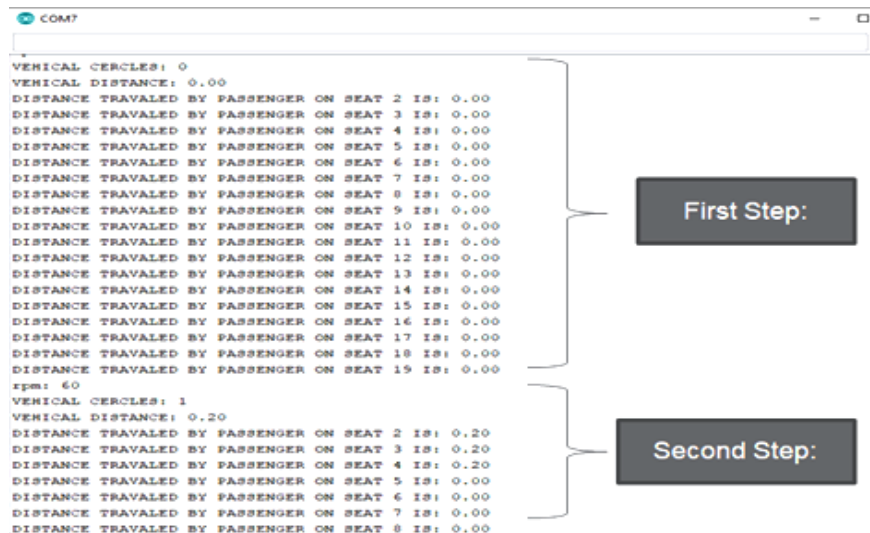 COM7
VEHICAL CERCLES: 0
VEHICAL DISTANCE: 0.00
DISTANCE TRAVALED BY PASSENGER ON SEAT 2 IS: 0.00
DISTANCE TRAVALED BY PASSENGER ON SEAT 3 IS: 0.00
DISTANCE TRAVALED BY PASSENGER ON SEAT 4 IS: 0.00
DISTANCE TRAVALED BY PASSENGER ON SEAT 5 IS: 0.00
DISTANCE TRAVALED BY PASSENGER ON SEAT 6 IS: 0.00
DISTANCE TRAVALED BY PASSENGER ON SEAT 7 IS: 0.00
DISTANCE TRAVALED BY PASSENGER ON SEAT 8 IS: 0.00
DISTANCE TRAVALED BY PASSENGER ON SEAT 9 IS: 0.00
DISTANCE TRAVALED BY PASSENGER ON SEAT 10 IS: 0.00
DISTANCE TRAVALED BY PASSENGER ON SEAT 11 IS: 0.00
DISTANCE TRAVALED BY PASSENGER ON SEAT 12 IS: 0.00
DISTANCE TRAVALED BY PASSENGER ON SEAT 13 IS: 0.00
DISTANCE TRAVALED BY PASSENGER ON SEAT 14 IS: 0.00
DISTANCE TRAVALED BY PASSENGER ON SEAT 15 IS: 0.00
DISTANCE TRAVALED BY PASSENGER ON SEAT 16 IS: 0.00
DISTANCE TRAVALED BY PASSENGER ON SEAT 17 IS: 0.00
DISTANCE TRAVALED BY PASSENGER ON SEAT 18 IS: 0.00
DISTANCE TRAVALED BY PASSENGER ON SEAT 19 IS: 0.00
First Step:
rpm: 60
VEHICAL CERCLES: 1
VEHICAL DISTANCE: 0.20
DISTANCE TRAVALED BY PASSENGER ON SEAT 2 IS: 0.20
DISTANCE TRAVALED BY PASSENGER ON SEAT 3 IS: 0.20
DISTANCE TRAVALED BY PASSENGER ON SEAT 4 IS: 0.20
DISTANCE TRAVALED BY PASSENGER ON SEAT 5 IS: 0.00
DISTANCE TRAVALED BY PASSENGER ON SEAT 6 IS: 0.00
DISTANCE TRAVALED BY PASSENGER ON SEAT 7 IS: 0.00
DISTANCE TRAVALED BY PASSENGER ON SEAT 8 IS: 0.00
Second Step: